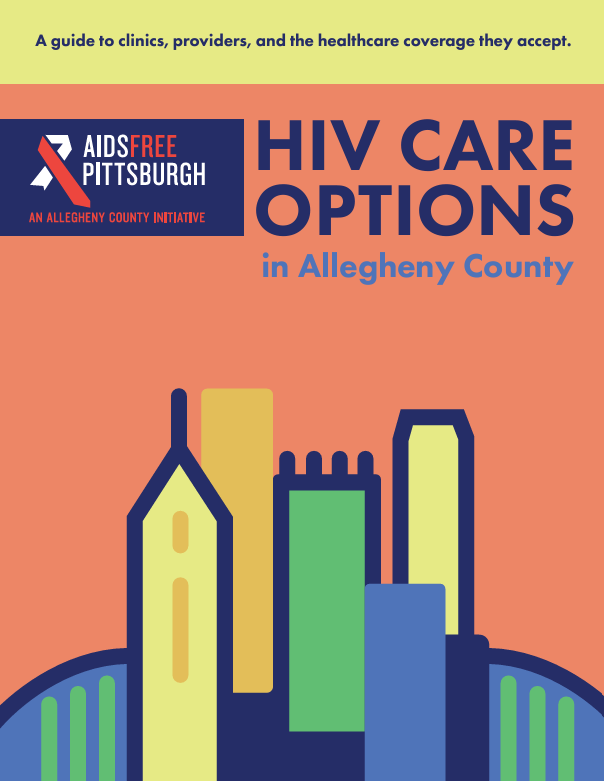 A guide to clinics, providers, and the healthcare coverage they accept.
AIDSFREE
PITTSBURGH
AN ALLEGHENY COUNTY INITIATIVE
HIV CARE
OPTIONS
in Allegheny County